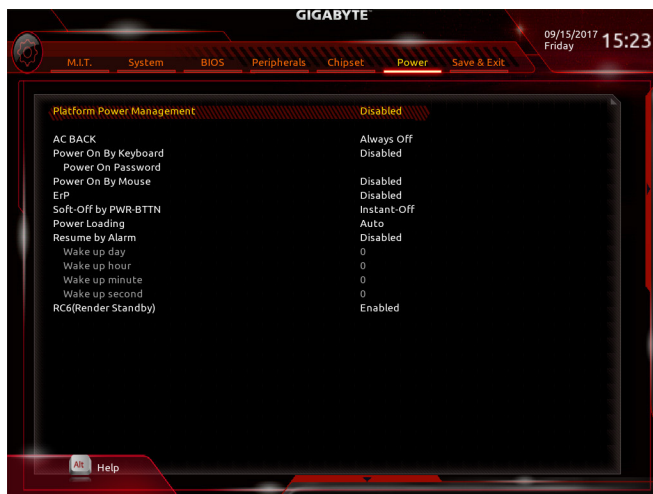 GIGABYTE™
09/15/2017 Friday 15:23
M.I.T. System BIOS Peripherals Chipset Power Save & Exit
Platform Power Management Disabled
AC BACK Always Off
Power On By Keyboard Disabled
Power On Password
Power On By Mouse Disabled
ErP Disabled
Soft-Off by PWR-BTTN Instant-Off
Power Loading Auto
Resume by Alarm Disabled
Wake up day 0
Wake up hour 0
Wake up minute 0
Wake up second 0
RC6(Render Standby) Enabled
Alt Help